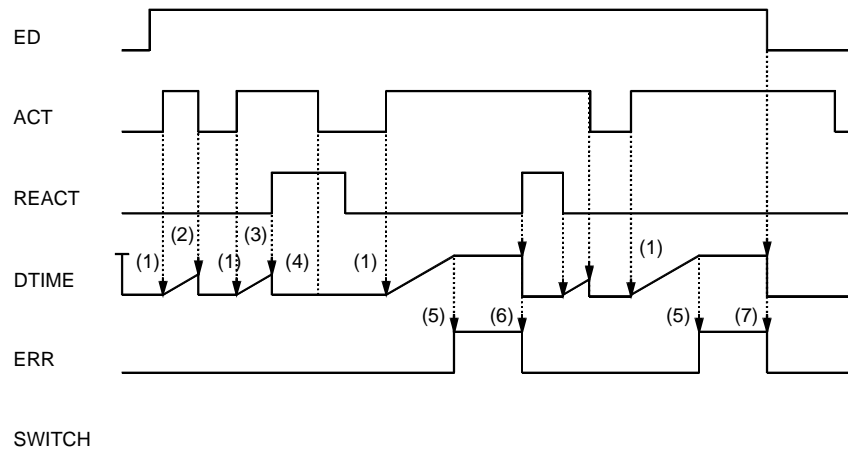 ED
ACT
REACT
(2) (3)
(1) (1) (4) (1) (1)
DTIME
(5) (6) (5) (7)
ERR
SWITCH